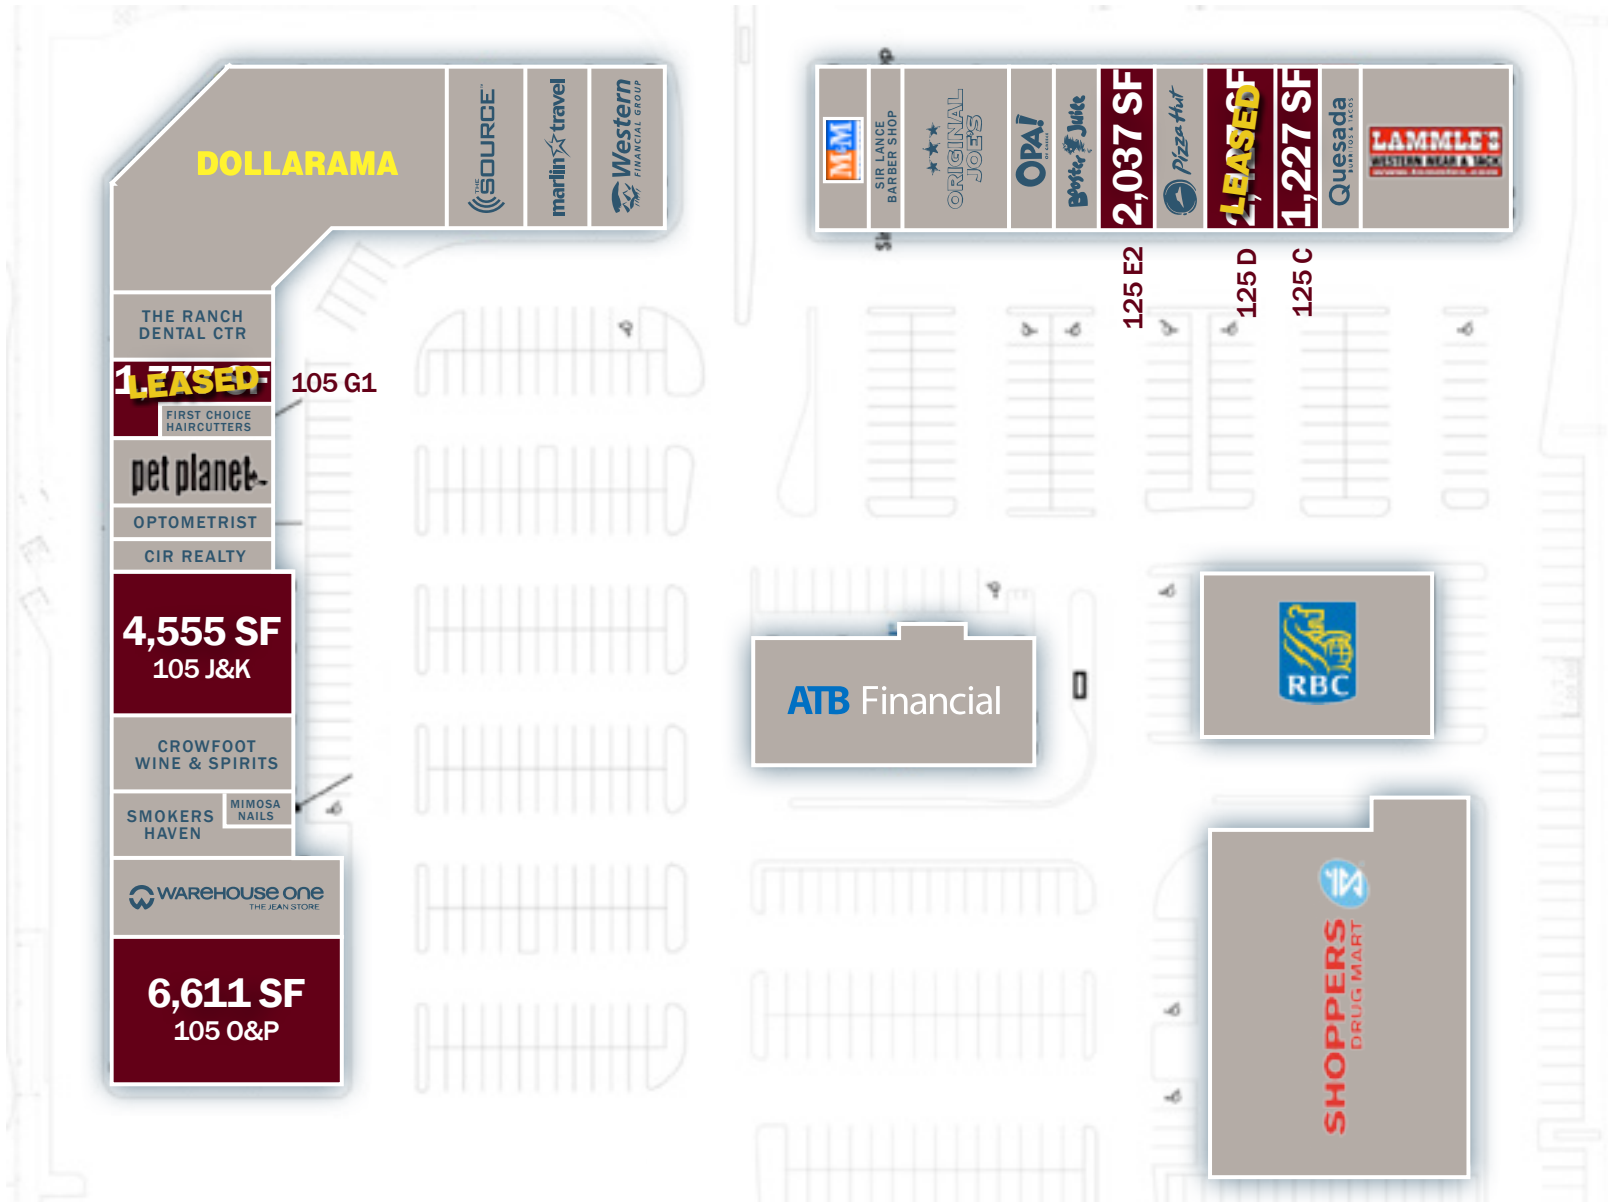 DOLLARAMA
THE SOURCE
marlin travel
Western
FINANCIAL GROUP
M&M
SIR LANCE
BARBER SHOP
ORIGINAL
JOE'S
OPA!
Booster Juice
2,037 SF
Pizza Hut
LEASED
1,227 SF
Quesada
BURRITOS & TACOS
LAMMLE'S
WESTERN WEAR & TACK
125 E2
125 D
125 C
THE RANCH
DENTAL CTR
LEASED
105 G1
FIRST CHOICE
HAIRCUTTERS
pet planet
OPTOMETRIST
CIR REALTY
4,555 SF
105 J&K
CROWFOOT
WINE & SPIRITS
SMOKERS
HAVEN
MIMOSA
NAILS
WAREHOUSE ONE
THE JEAN STORE
6,611 SF
105 O&P
ATB Financial
RBC
SHOPPERS
DRUG MART